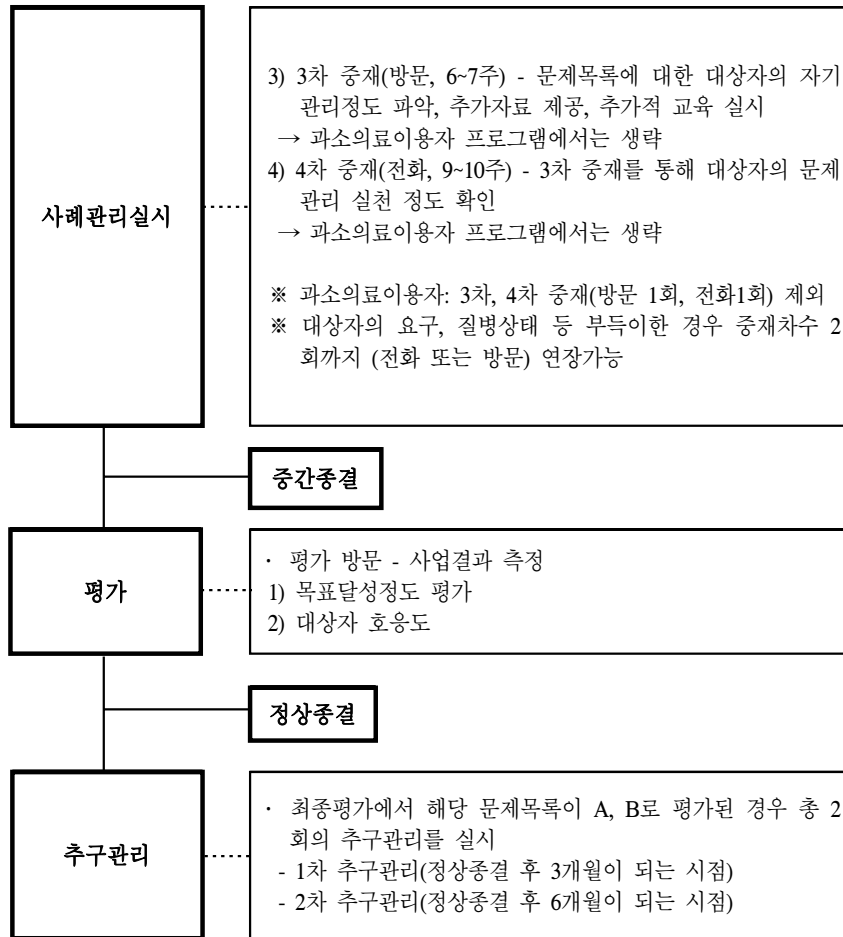 사례관리실시
3) 3차 중재(방문, 6~7주) - 문제목록에 대한 대상자의 자기
관리정도 파악, 추가자료 제공, 추가적 교육 실시
→ 과소의료이용자 프로그램에서는 생략
4) 4차 중재(전화, 9~10주) - 3차 중재를 통해 대상자의 문제
관리 실천 정도 확인
→ 과소의료이용자 프로그램에서는 생략
※ 과소의료이용자: 3차, 4차 중재(방문 1회, 전화1회) 제외
※ 대상자의 요구, 질병상태 등 부득이한 경우 중재차수 2
회까지 (전화 또는 방문) 연장가능
중간종결
평가
· 평가 방문 - 사업결과 측정
1) 목표달성정도 평가
2) 대상자 호응도
정상종결
추구관리
· 최종평가에서 해당 문제목록이 A, B로 평가된 경우 총 2
회의 추구관리를 실시
- 1차 추구관리(정상종결 후 3개월이 되는 시점)
- 2차 추구관리(정상종결 후 6개월이 되는 시점)